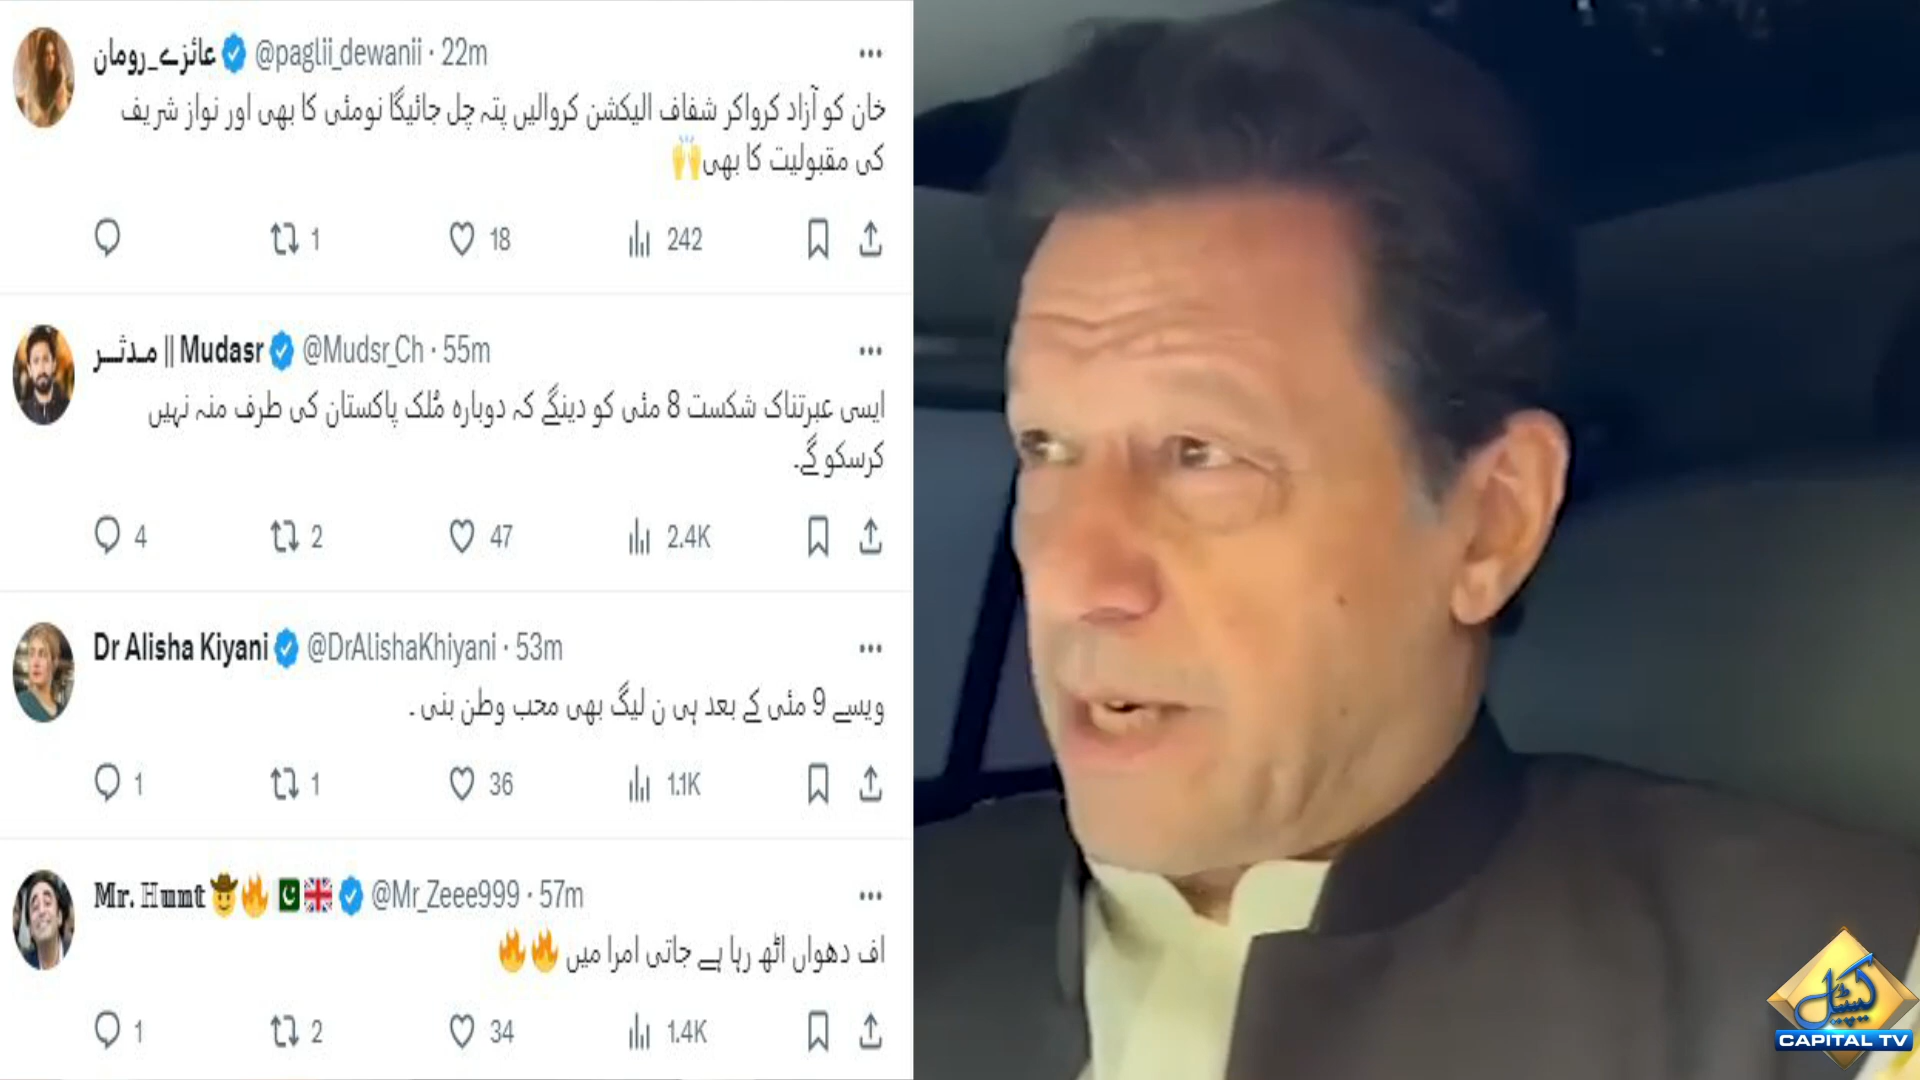 عائزے_رومان @paglii_dewanii · 22m
خان کو آزاد کرواکر شفاف الیکشن کروالیں پتہ چل جائیگا نومئی کا بھی اور نواز شریف
کی مقبولیت کا بھی🙌
1 18 242
مدثر || Mudasr @Mudsr_Ch · 55m
ایسی عبرتناک شکست 8 مئی کو دینگے کہ دوبارہ مُلک پاکستان کی طرف منہ نہیں
کرسکو گے۔
4 2 47 2.4K
Dr Alisha Kiyani @DrAlishaKhiyani · 53m
ویسے 9 مئی کے بعد ہی ن لیگ بھی محب وطن بنی ۔
1 1 36 1.1K
Mr. Hunt🤠🔥 🇵🇰🇬🇧 @Mr_Zeee999 · 57m
اف دھواں اٹھ رہا ہے جاتی امرا میں 🔥🔥
1 2 34 1.4K
کیپیٹل
CAPITAL TV